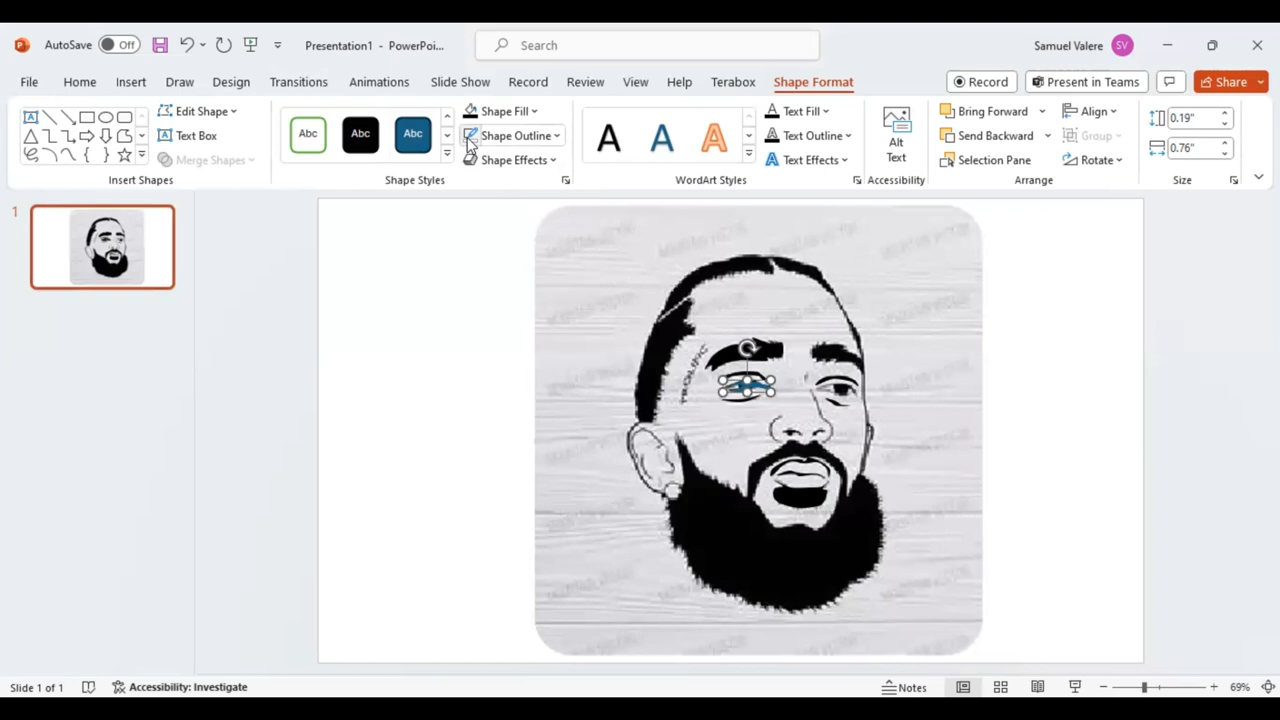 AutoSave Off Presentation1 - PowerPoi... Search Samuel Valere SV
File Home Insert Draw Design Transitions Animations Slide Show Record Review View Help Terabox Shape Format Record Present in Teams Share
Edit Shape
Text Box
Merge Shapes
Insert Shapes
Abc Abc Abc
Shape Fill
Shape Outline
Shape Effects
Shape Styles
A A A
Text Fill
Text Outline
Text Effects
WordArt Styles
Alt
Text
Accessibility
Bring Forward
Send Backward
Selection Pane
Align
Group
Rotate
Arrange
0.19"
0.76"
Size
1
Slide 1 of 1 Accessibility: Investigate Notes 69%